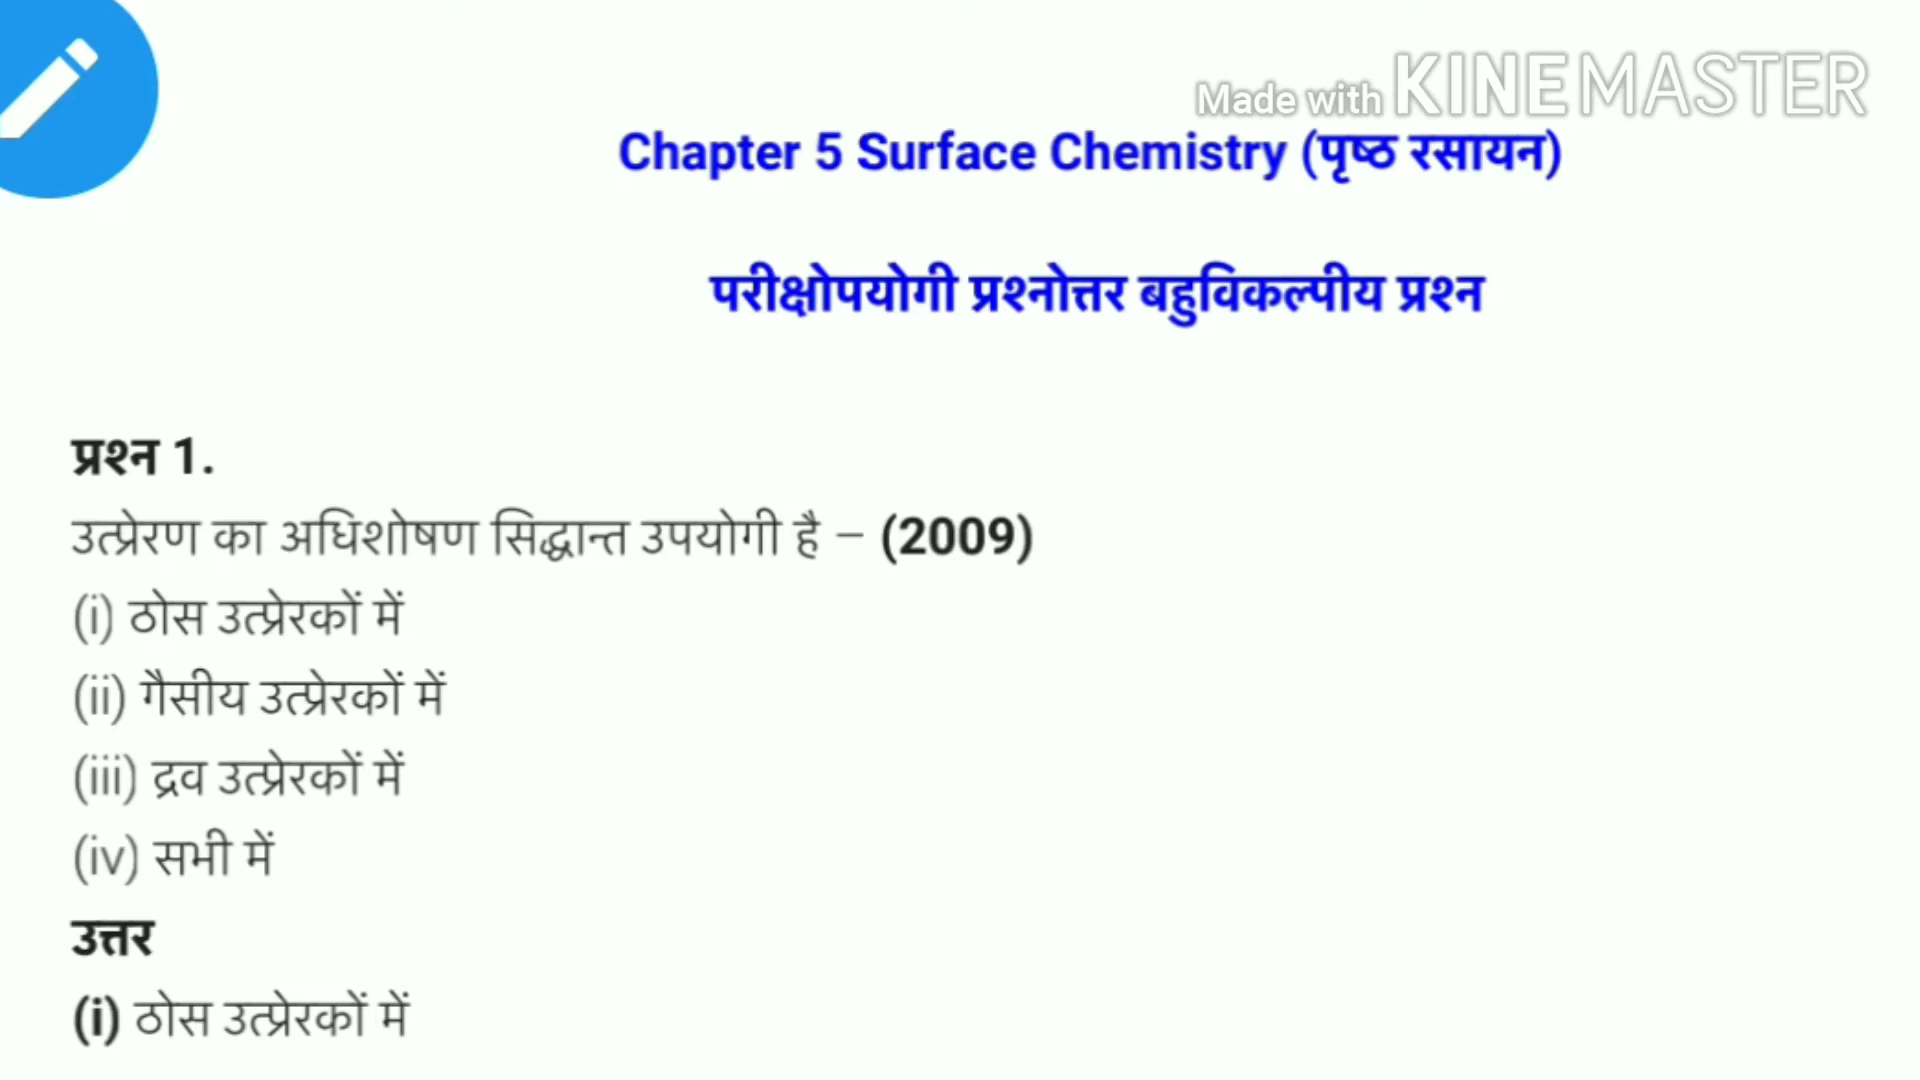 Made with KINEMASTER
Chapter 5 Surface Chemistry (पृष्ठ रसायन)
परीक्षोपयोगी प्रश्नोत्तर बहुविकल्पीय प्रश्न
प्रश्न 1.
उत्प्रेरण का अधिशोषण सिद्धान्त उपयोगी है – (2009)
(i) ठोस उत्प्रेरकों में
(ii) गैसीय उत्प्रेरकों में
(iii) द्रव उत्प्रेरकों में
(iv) सभी में
उत्तर
(i) ठोस उत्प्रेरकों में